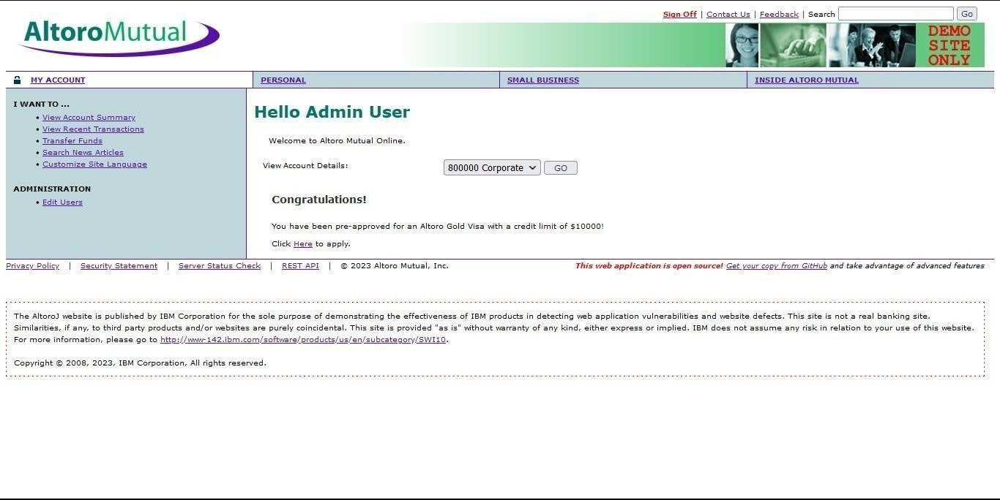 AltoroMutual
Sign Off | Contact Us | Feedback | Search Go
DEMO
SITE
ONLY
MY ACCOUNT
PERSONAL
SMALL BUSINESS
INSIDE ALTORO MUTUAL
I WANT TO ...
• View Account Summary
• View Recent Transactions
• Transfer Funds
• Search News Articles
• Customize Site Language
ADMINISTRATION
• Edit Users
Hello Admin User
Welcome to Altoro Mutual Online.
View Account Details: 800000 Corporate GO
Congratulations!
You have been pre-approved for an Altoro Gold Visa with a credit limit of $10000!
Click Here to apply.
Privacy Policy | Security Statement | Server Status Check | REST API | © 2023 Altoro Mutual, Inc.
This web application is open source! Get your copy from GitHub and take advantage of advanced features
The AltoroJ website is published by IBM Corporation for the sole purpose of demonstrating the effectiveness of IBM products in detecting web application vulnerabilities and website defects. This site is not a real banking site.
Similarities, if any, to third party products and/or websites are purely coincidental. This site is provided "as is" without warranty of any kind, either express or implied. IBM does not assume any risk in relation to your use of this website.
For more information, please go to http://www-142.ibm.com/software/products/us/en/subcategory/SWI10.
Copyright © 2008, 2023, IBM Corporation, All rights reserved.